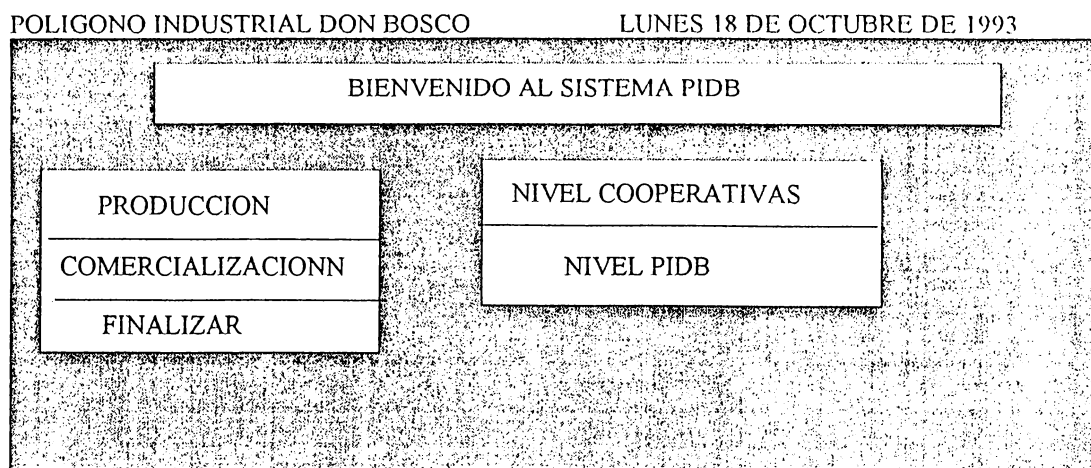 POLIGONO INDUSTRIAL DON BOSCO LUNES 18 DE OCTUBRE DE 1993
BIENVENIDO AL SISTEMA PIDB
PRODUCCION
COMERCIALIZACIONN
FINALIZAR
NIVEL COOPERATIVAS
NIVEL PIDB